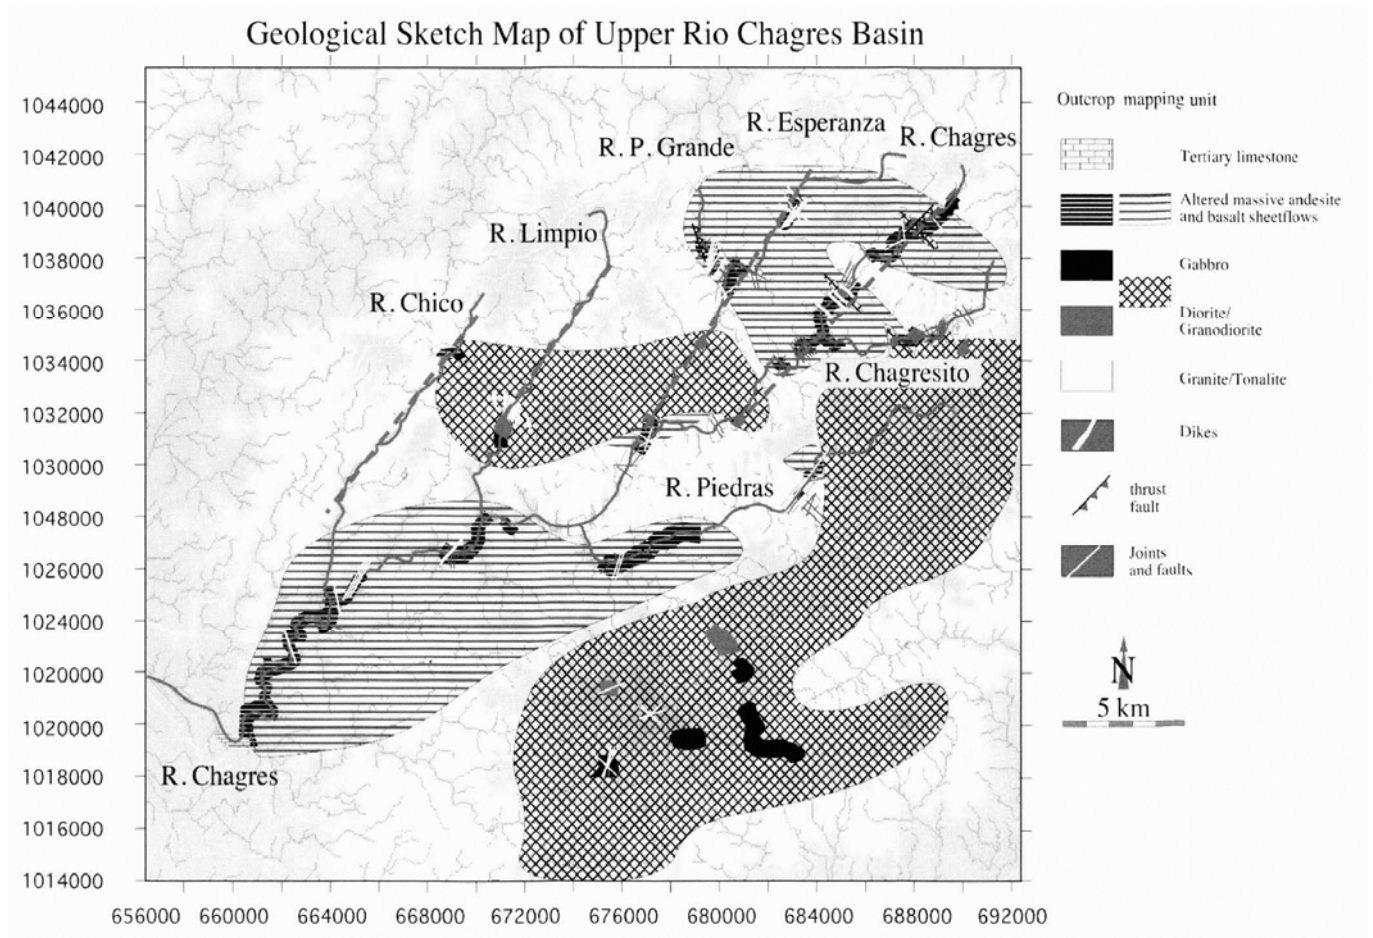 Geological Sketch Map of Upper Rio Chagres Basin
1044000
1042000
1040000
1038000
1036000
1034000
1032000
1030000
1048000
1026000
1024000
1022000
1020000
1018000
1016000
1014000
656000 660000 664000 668000 672000 676000 680000 684000 688000 692000
R. Esperanza
R. Chagres
R. P. Grande
R. Limpio
R. Chico
R. Chagresito
R. Piedras
R. Chagres
Outcrop mapping unit
Tertiary limestone
Altered massive andesite
and basalt sheetflows
Gabbro
Diorite/
Granodiorite
Granite/Tonalite
Dikes
thrust
fault
Joints
and faults
N
5 km